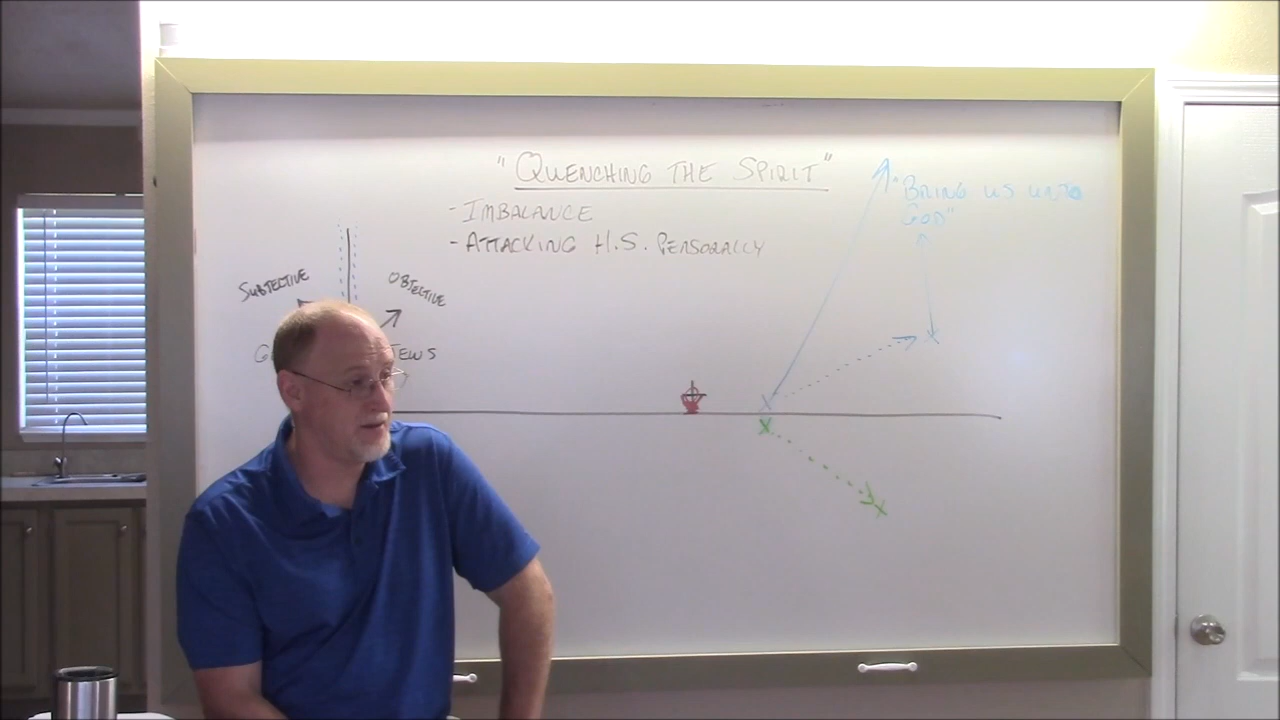 "QUENCHING THE SPIRIT"
-IMBALANCE
-ATTACKING H.S. PERSONALLY
"BRING US UNTO
GOD"
SUBJECTIVE
OBJECTIVE
JEWS